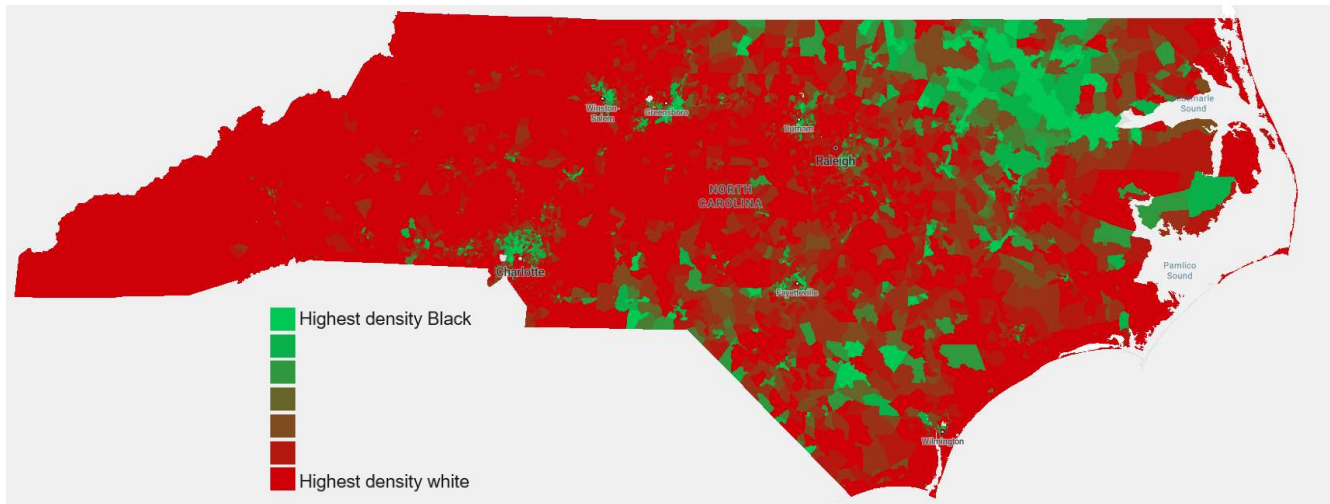 Winston-
Salem
Greensboro
Durham
Raleigh
NORTH
CAROLINA
Charlotte
Fayetteville
Wilmington
Sound
Pamlico
Sound
Highest density Black
Highest density white